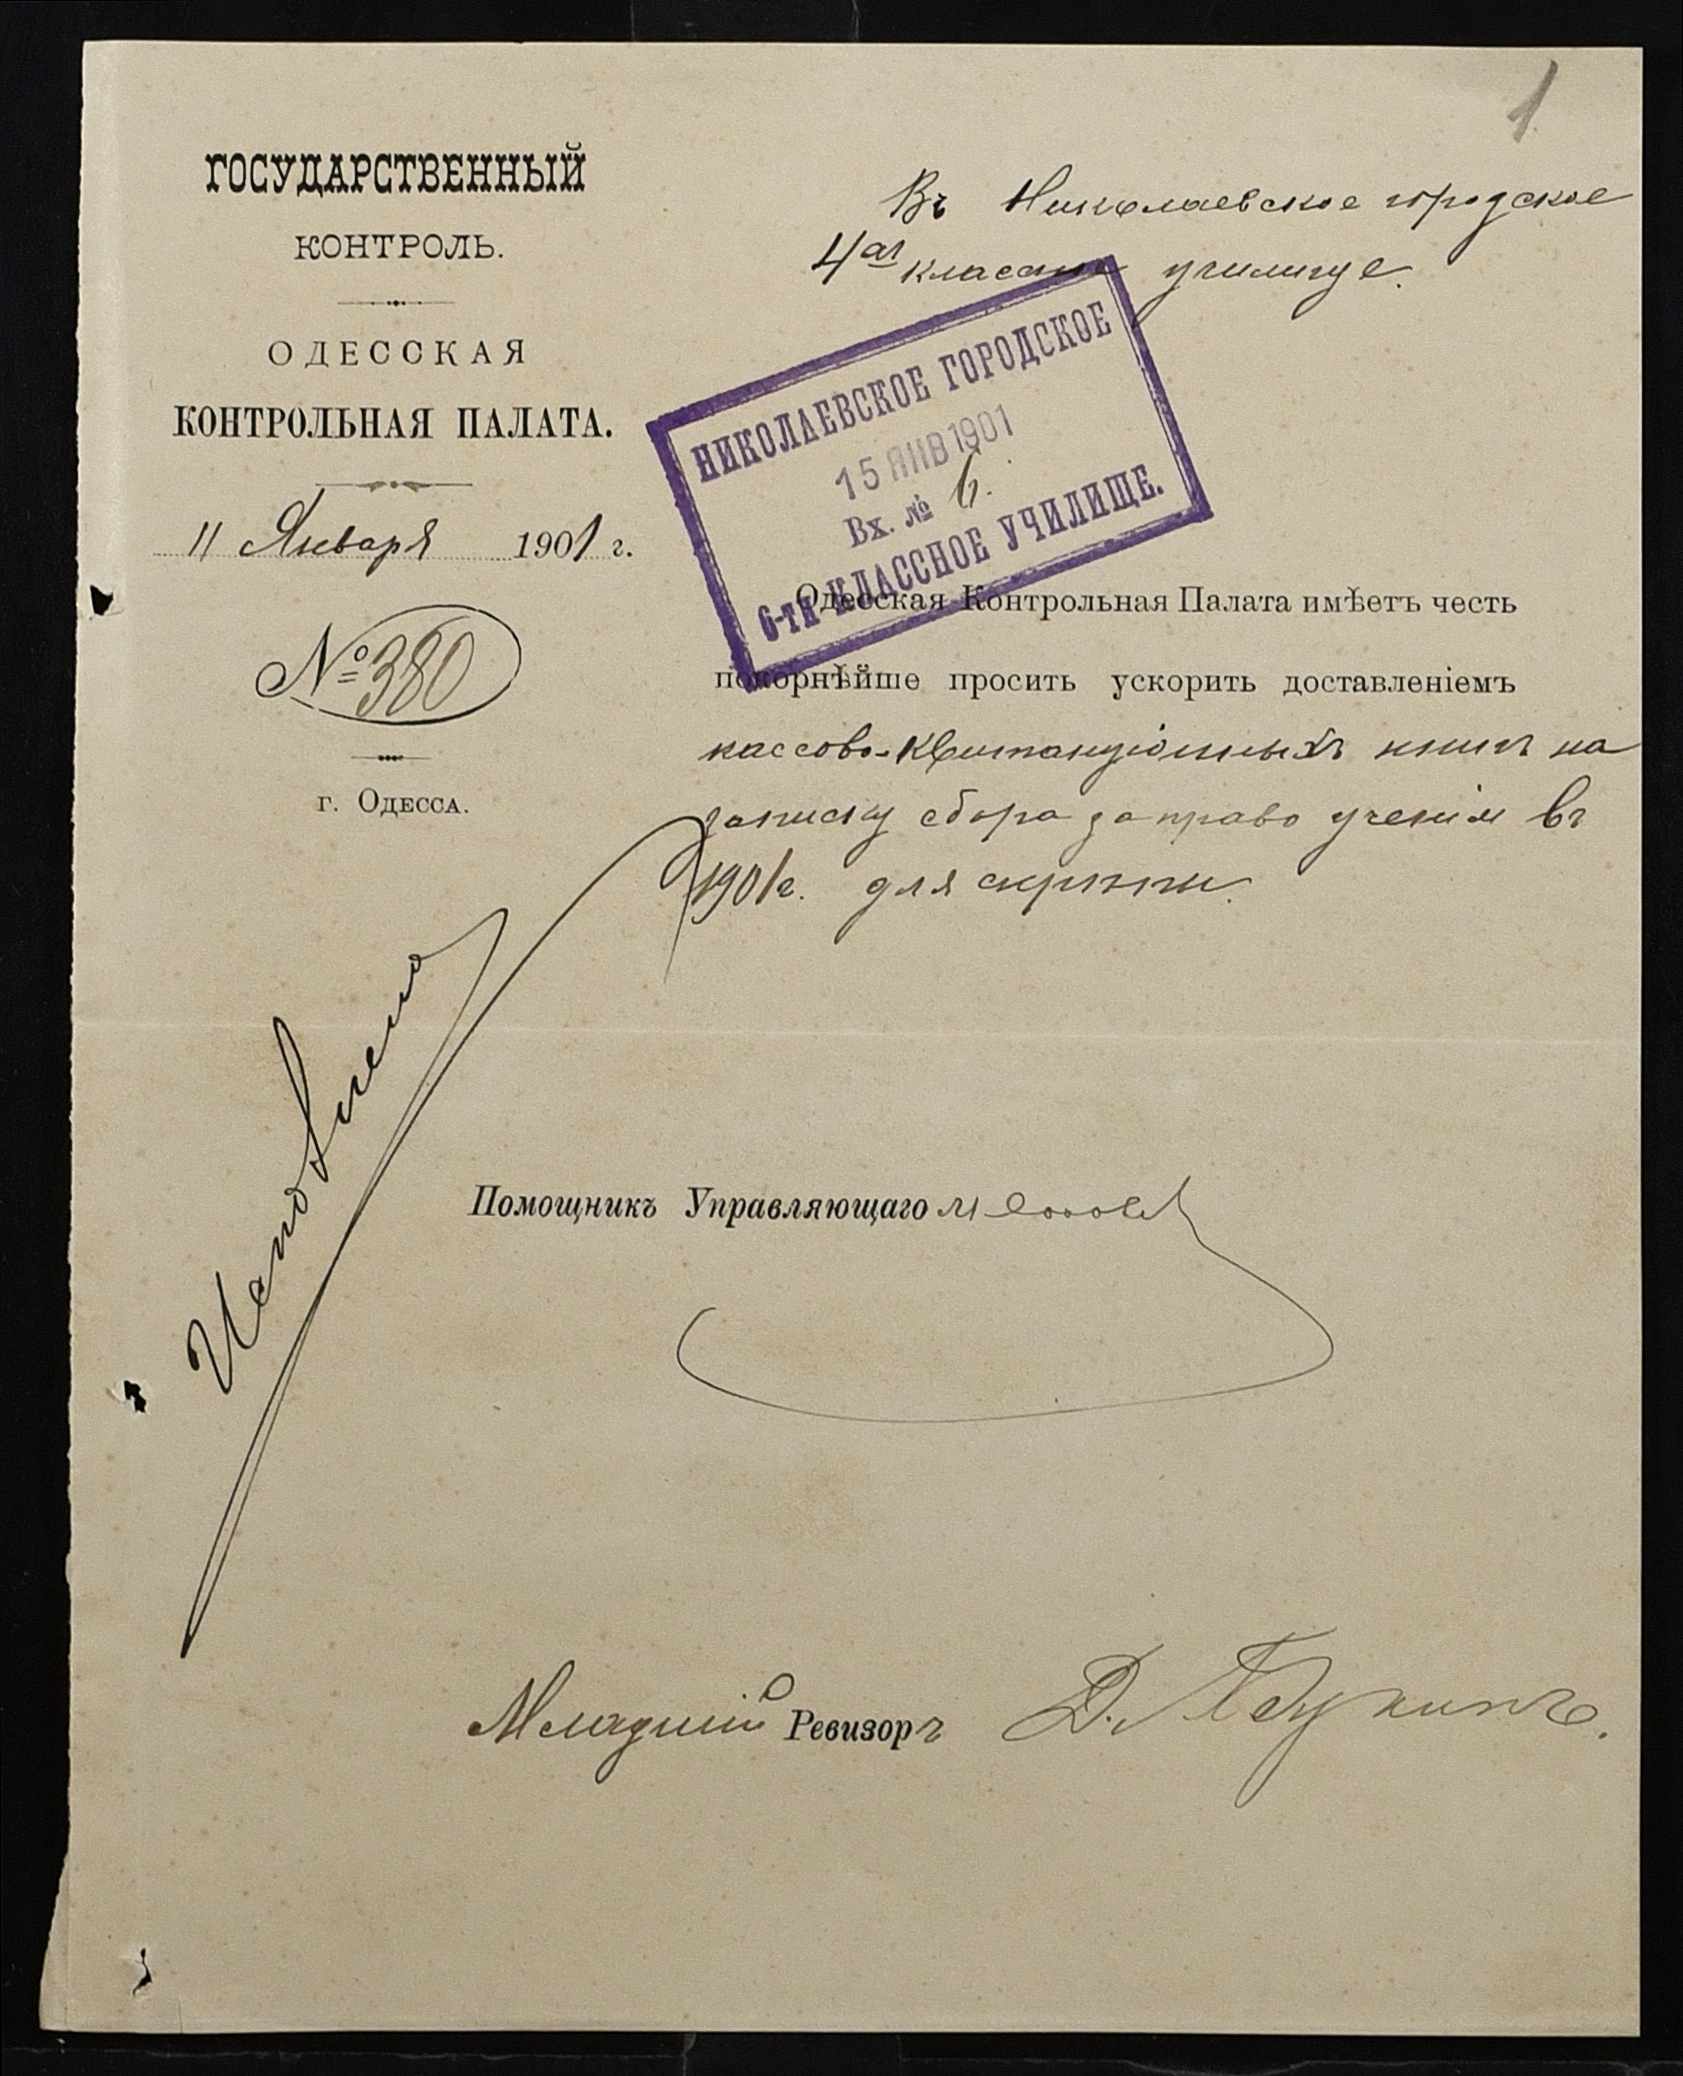 1
ГОСУДАРСТВЕННЫЙ
КОНТРОЛЬ.
ОДЕССКАЯ
КОНТРОЛЬНАЯ ПАЛАТА.
11 Января 1901 г.
№ 380
г. Одесса.
Въ Николаевское городское
4ал классное училище.
НИКОЛАЕВСКОЕ ГОРОДСКОЕ
15 ЯНВ 1901
Вх. № 6.
6-ТИ КЛАССНОЕ УЧИЛИЩЕ.
Одесская Контрольная Палата имѣетъ честь
покорнѣйше просить ускорить доставленіемъ
кассово-квитанціонныхъ книгъ на
записку сбора за право ученія въ
1901 г. для скрѣпы.
Исполнено
Помощникъ Управляющаго
Младшій Ревизоръ Д.